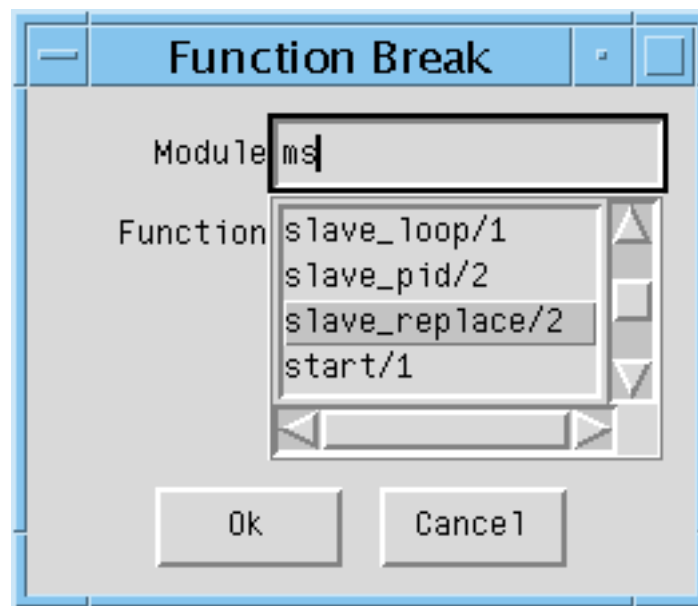 Function Break
Module ms
Function slave_loop/1
slave_pid/2
slave_replace/2
start/1
Ok Cancel